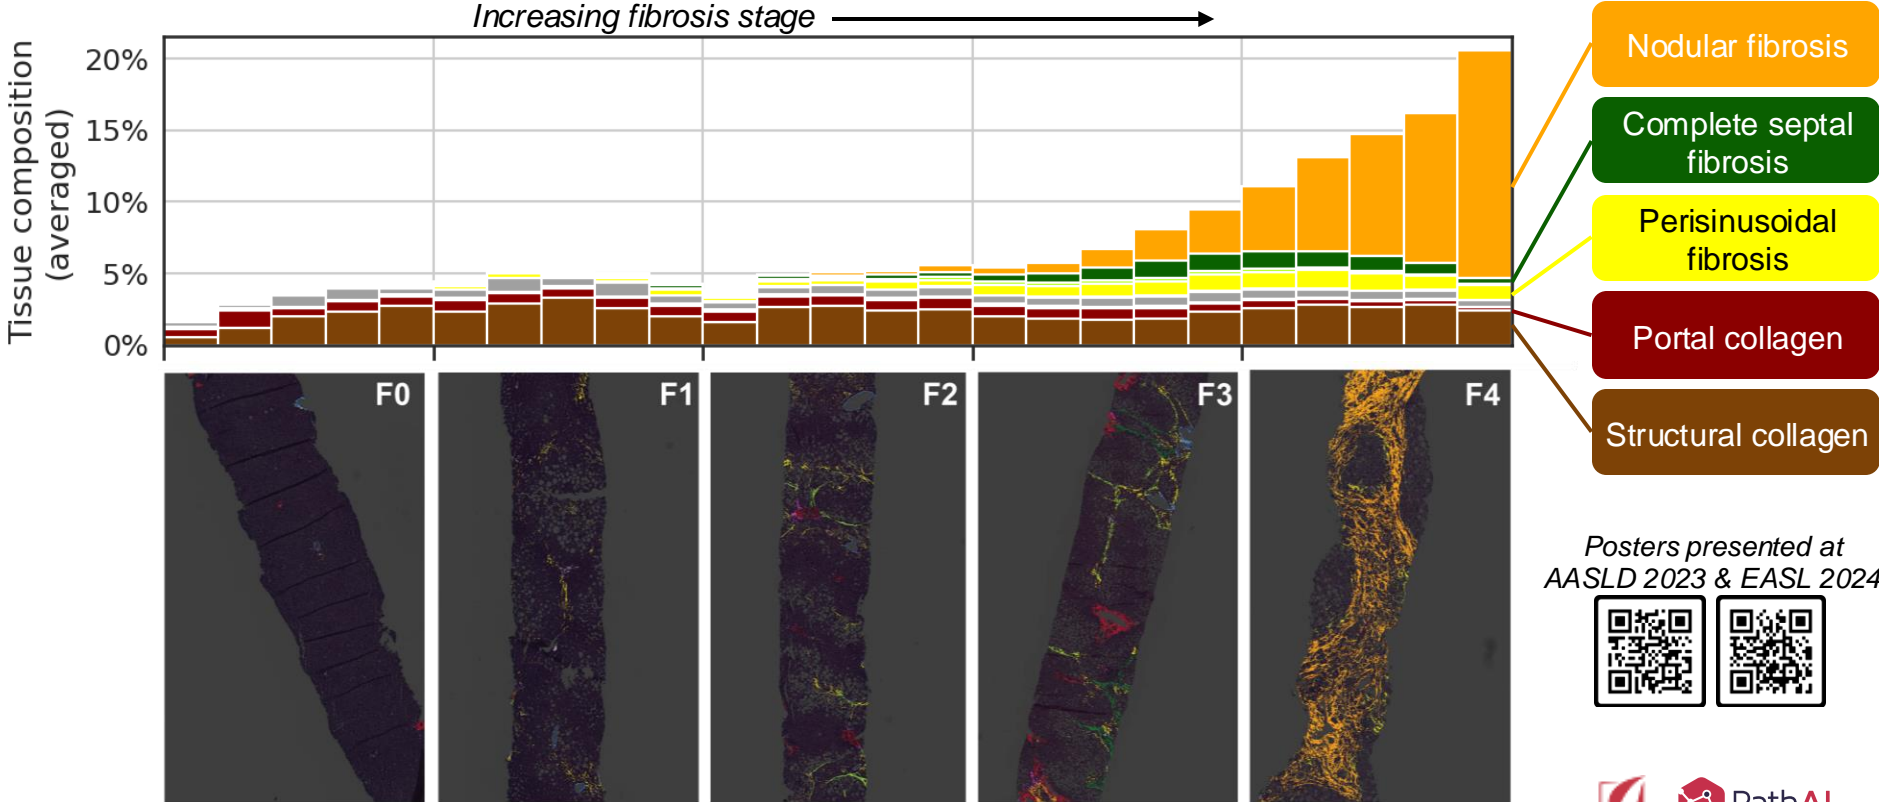 Increasing fibrosis stage
Tissue composition
(averaged)
20%
15%
10%
5%
0%
Nodular fibrosis
Complete septal
fibrosis
Perisinusoidal
fibrosis
Portal collagen
Structural collagen
F0
F1
F2
F3
F4
Posters presented at
AASLD 2023 & EASL 2024
PathAI